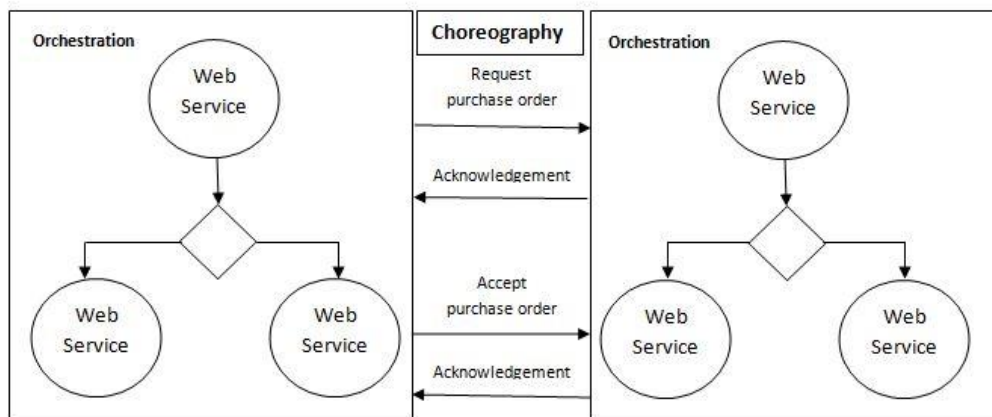 Orchestration
Web
Service
Web
Service
Web
Service
Choreography
Request
purchase order
Acknowledgement
Accept
purchase order
Acknowledgement
Orchestration
Web
Service
Web
Service
Web
Service